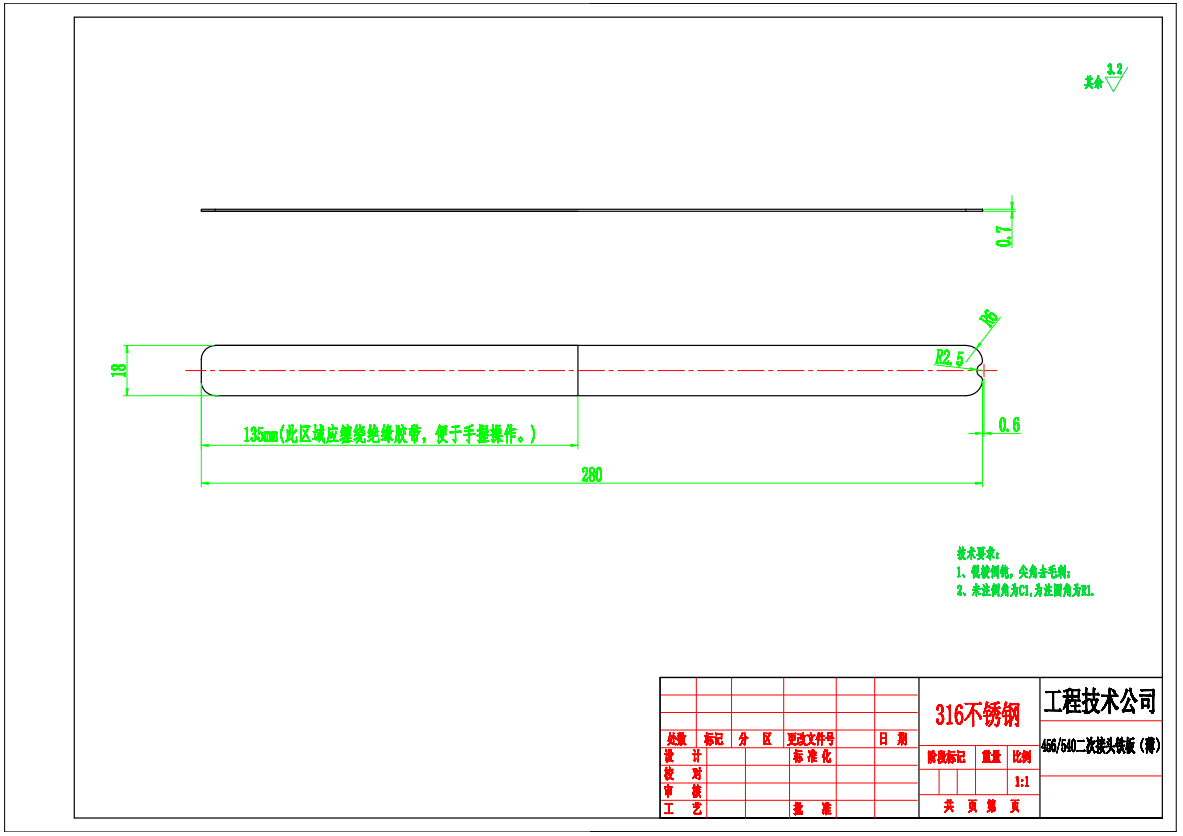 其余 3.2
0.7
R6
R2.5
18
135mm(此区域应缠绕绝缘胶带，便于手握操作。)
0.6
280
技术要求:
1、锐棱倒钝，尖角去毛刺;
2、未注倒角为C1,为注圆角为R1.
316不锈钢
工程技术公司
处数 标记 分 区 更改文件号 日 期
456/540二次接头铁板（薄）
设 计 标 准 化
阶段标记 重量 比例
校 对
审 核
1:1
工 艺 批 准
共 页 第 页